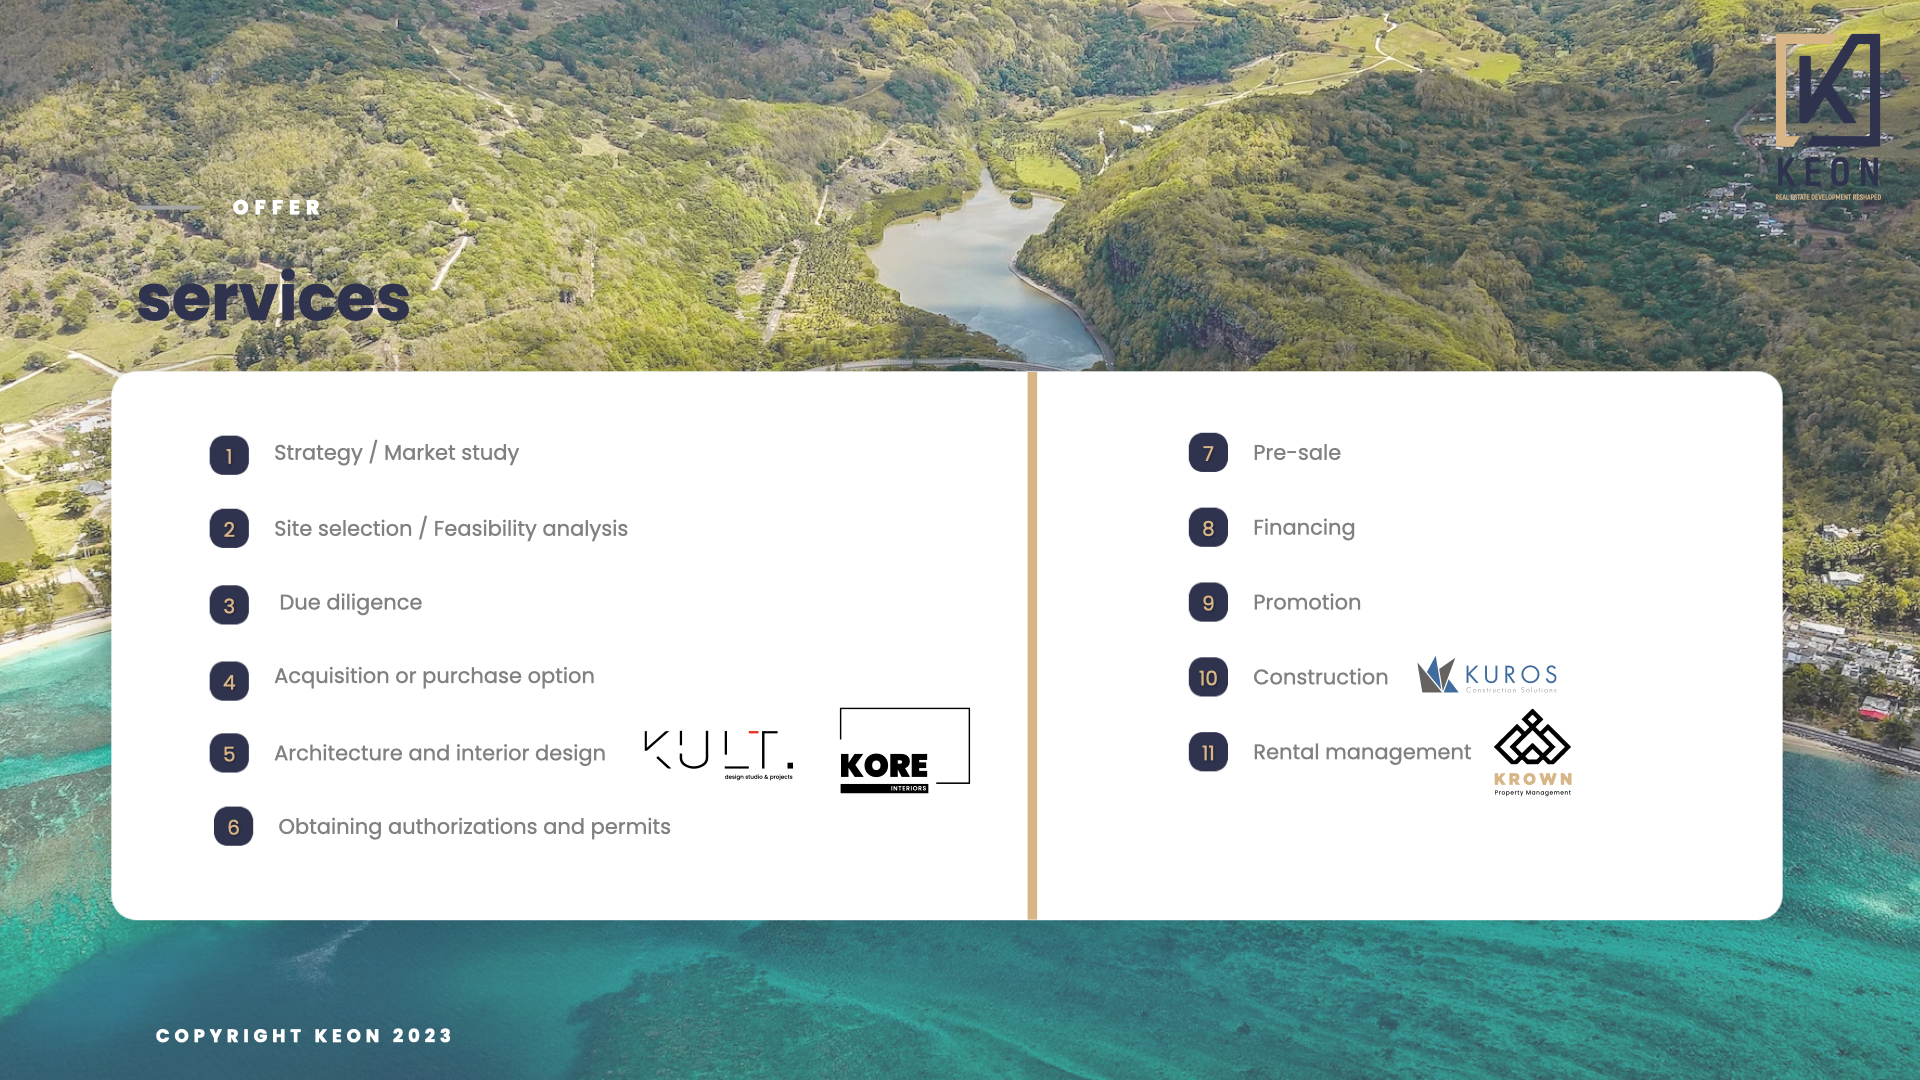 KEON
REAL ESTATE DEVELOPMENT RESHAPED
OFFER
services
1 Strategy / Market study
2 Site selection / Feasibility analysis
3 Due diligence
4 Acquisition or purchase option
5 Architecture and interior design
KULT.
design studio & projects
KORE
INTERIORS
6 Obtaining authorizations and permits
7 Pre-sale
8 Financing
9 Promotion
10 Construction
KUROS
Construction Solutions
11 Rental management
KROWN
Property Management
COPYRIGHT KEON 2023